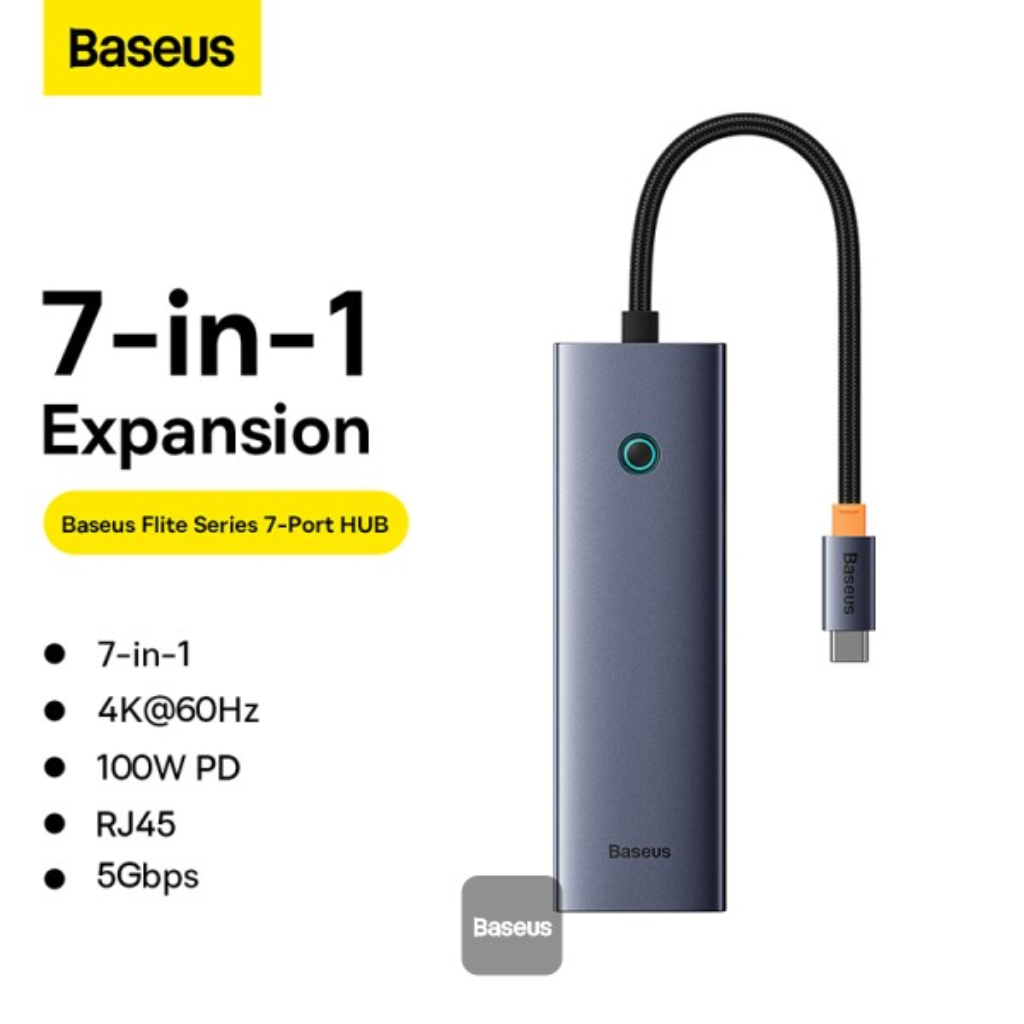 Baseus
7-in-1
Expansion
Baseus Flite Series 7-Port HUB
7-in-1
4K@60Hz
100W PD
RJ45
5Gbps
Baseus
Baseus
Baseus